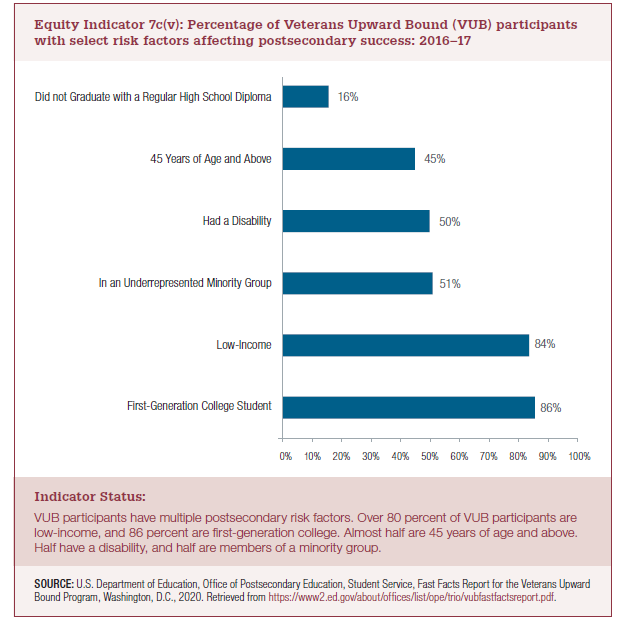 Equity Indicator 7c(v): Percentage of Veterans Upward Bound (VUB) participants
with select risk factors affecting postsecondary success: 2016–17
Did not Graduate with a Regular High School Diploma
16%
45 Years of Age and Above
45%
Had a Disability
50%
In an Underrepresented Minority Group
51%
Low-Income
84%
First-Generation College Student
86%
0% 10% 20% 30% 40% 50% 60% 70% 80% 90% 100%
Indicator Status:
VUB participants have multiple postsecondary risk factors. Over 80 percent of VUB participants are
low-income, and 86 percent are first-generation college. Almost half are 45 years of age and above.
Half have a disability, and half are members of a minority group.
SOURCE: U.S. Department of Education, Office of Postsecondary Education, Student Service, Fast Facts Report for the Veterans Upward
Bound Program, Washington, D.C., 2020. Retrieved from https://www2.ed.gov/about/offices/list/ope/trio/vubfastfactsreport.pdf.